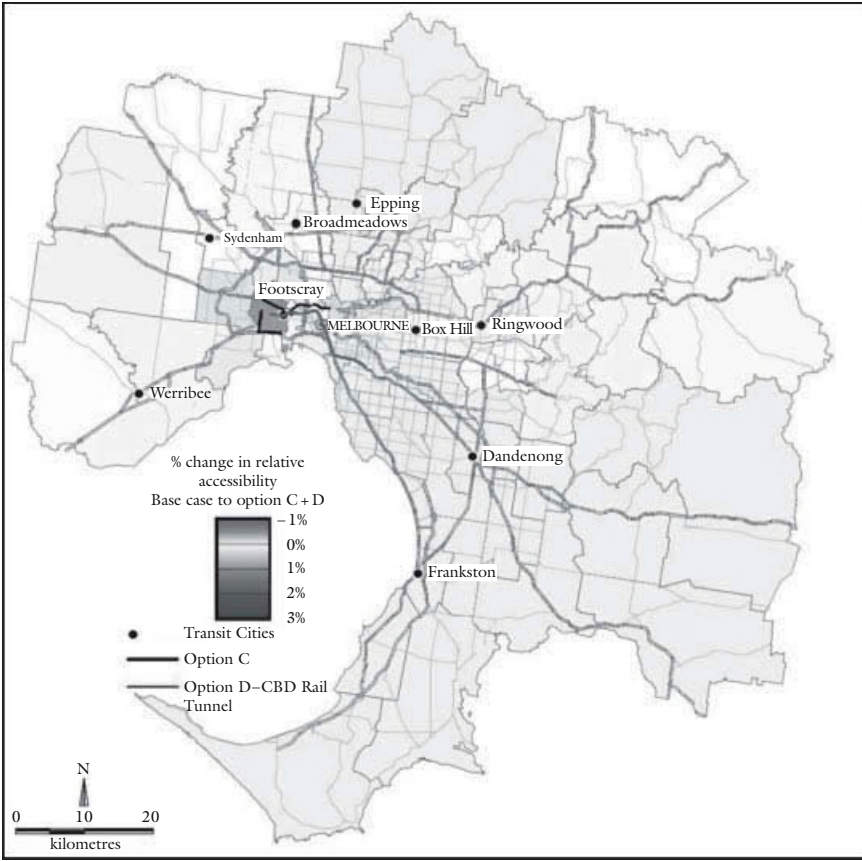 Epping
Broadmeadows
Sydenham
Footscray
MELBOURNE
Box Hill
Ringwood
Werribee
Dandenong
% change in relative
accessibility
Base case to option C + D
–1%
0%
1%
2%
3%
Frankston
Transit Cities
Option C
Option D–CBD Rail
Tunnel
N
0 10 20
kilometres